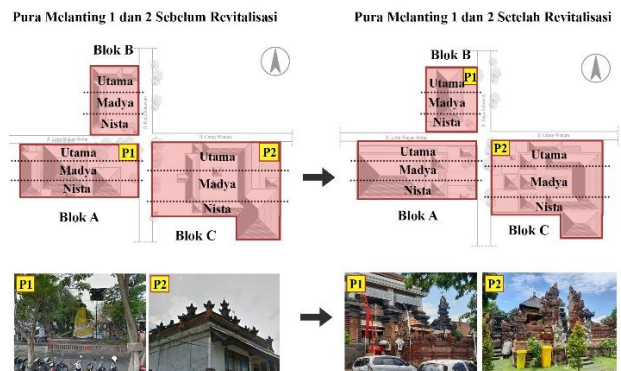 Pura Melanting 1 dan 2 Sebelum Revitalisasi
Blok B
Utama
Madya
Nista
Utama
P1
Madya
Nista
Blok A
Utama
P2
Madya
Nista
Blok C
Pura Melanting 1 dan 2 Setelah Revitalisasi
Blok B
P1
Utama
Madya
Nista
Utama
Madya
Nista
Blok A
P2
Utama
Madya
Nista
Blok C
P1
P2
P1
P2